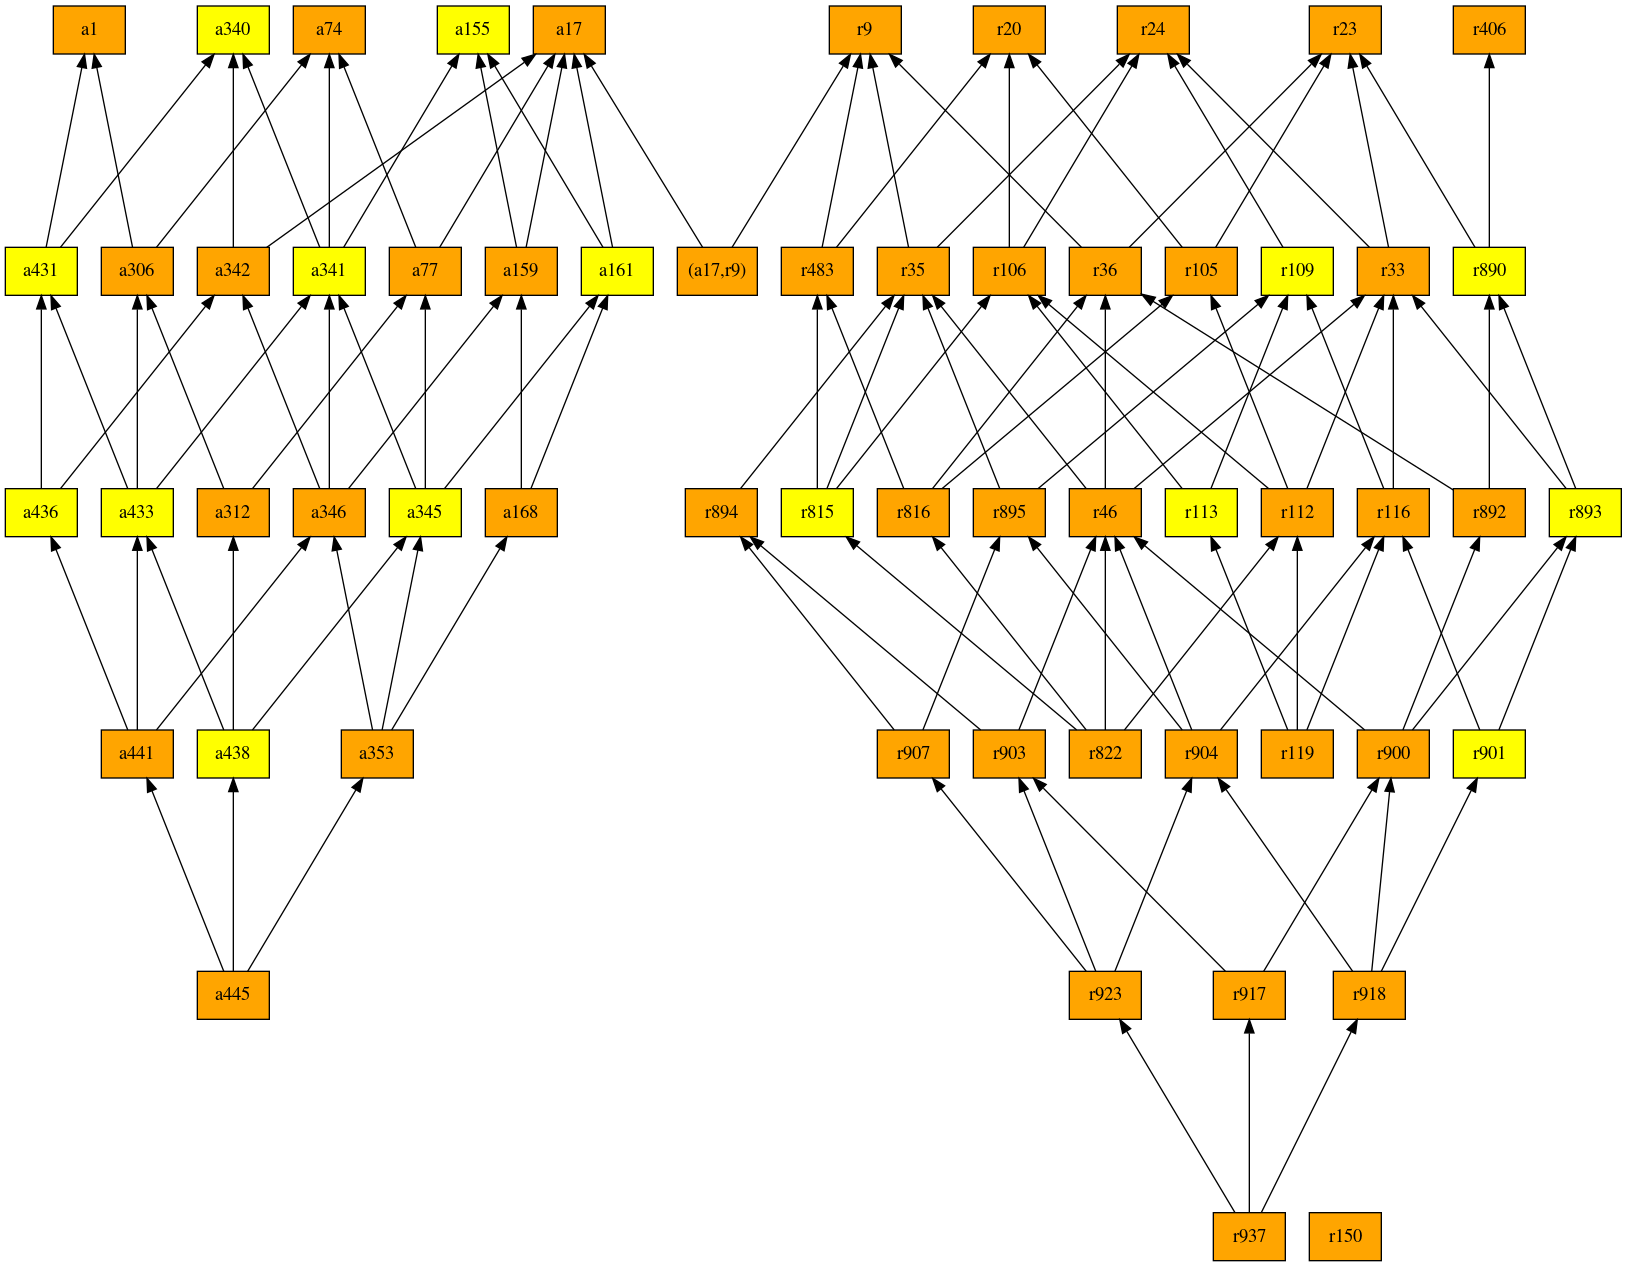 a1 a340 a74 a155 a17 r9 r20 r24 r23 r406
a431 a306 a342 a341 a77 a159 a161 (a17,r9) r483 r35 r106 r36 r105 r109 r33 r890
a436 a433 a312 a346 a345 a168 r894 r815 r816 r895 r46 r113 r112 r116 r892 r893
a441 a438 a353 r907 r903 r822 r904 r119 r900 r901
a445 r923 r917 r918
r937 r150